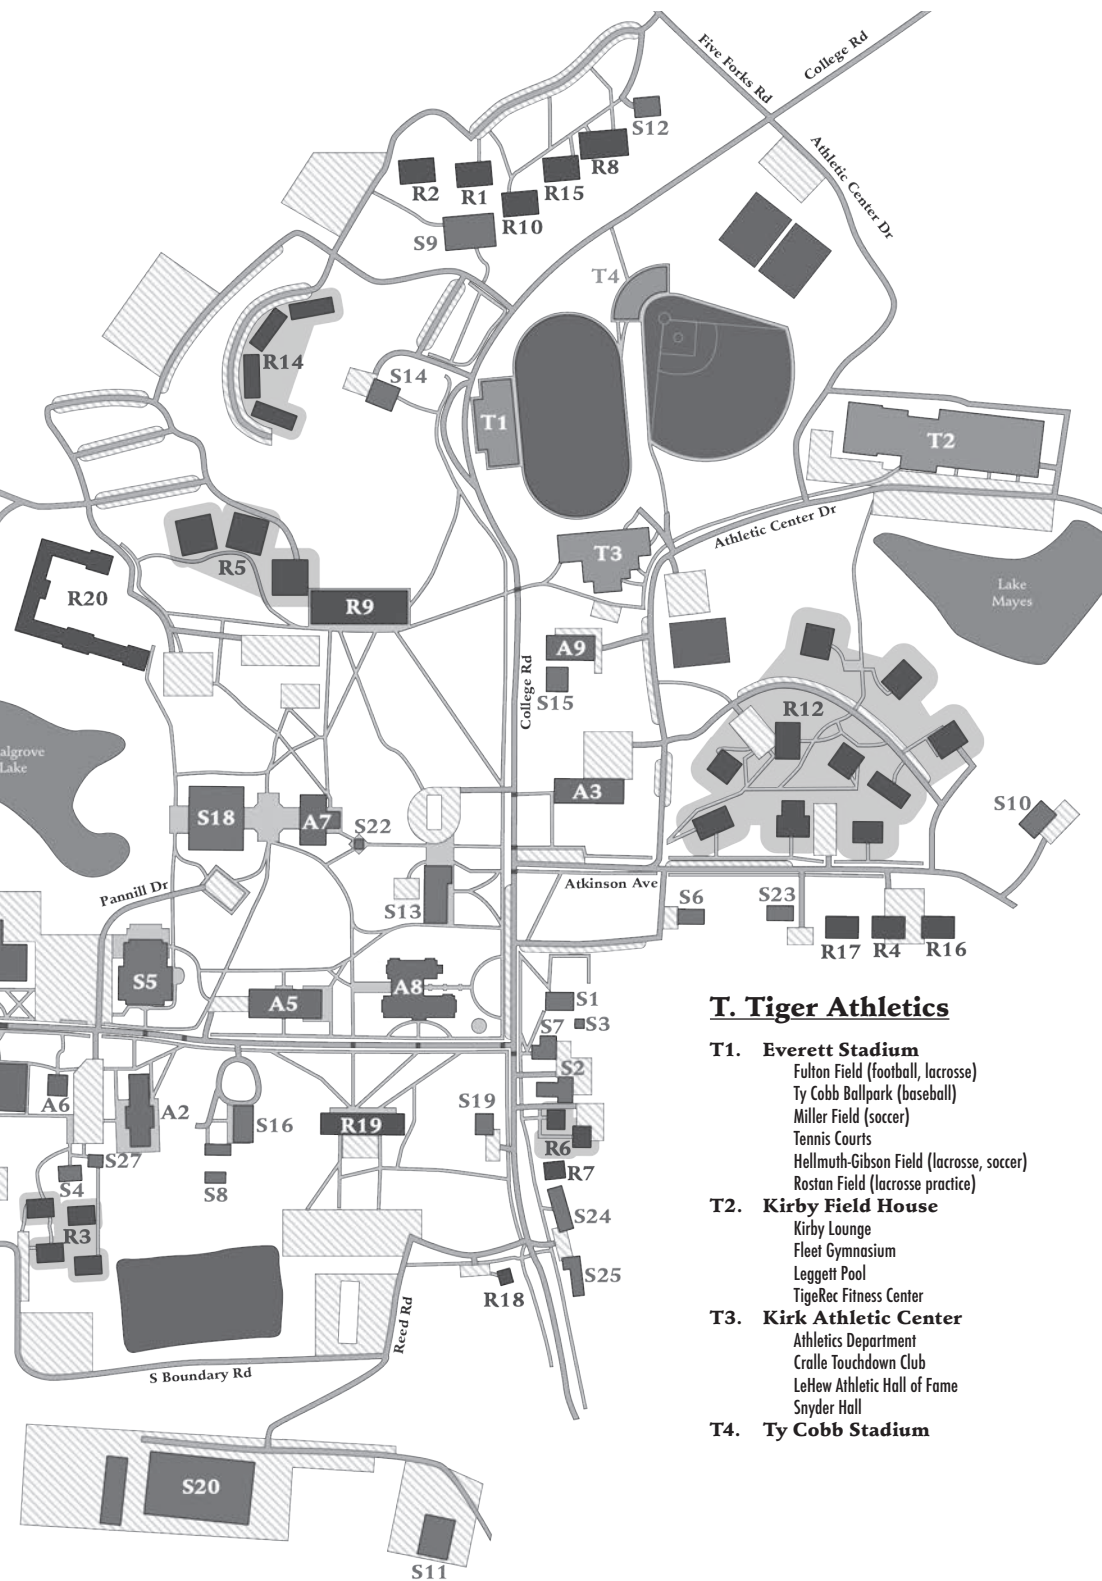 Five Forks Rd
College Rd
S12
R8
Athletic Center Dr
R2
R1
R15
R10
S9
T4
R14
S14
T1
T2
Athletic Center Dr
R5
T3
R20
R9
Lake
Mayes
A9
College Rd
S15
R12
algrove
Lake
A3
S18
A7
S22
S10
Pannill Dr
S13
Atkinson Ave
S6
S23
R17
R4
R16
S5
A5
A8
S1
S7
S3
S2
A6
A2
S16
R19
S19
R6
S27
S4
S8
R7
R3
S24
S25
R18
Reed Rd
S Boundary Rd
S20
S11
T. Tiger Athletics
T1. Everett Stadium
Fulton Field (football, lacrosse)
Ty Cobb Ballpark (baseball)
Miller Field (soccer)
Tennis Courts
Hellmuth-Gibson Field (lacrosse, soccer)
Rostan Field (lacrosse practice)
T2. Kirby Field House
Kirby Lounge
Fleet Gymnasium
Leggett Pool
TigeRec Fitness Center
T3. Kirk Athletic Center
Athletics Department
Cralle Touchdown Club
LeHew Athletic Hall of Fame
Snyder Hall
T4. Ty Cobb Stadium